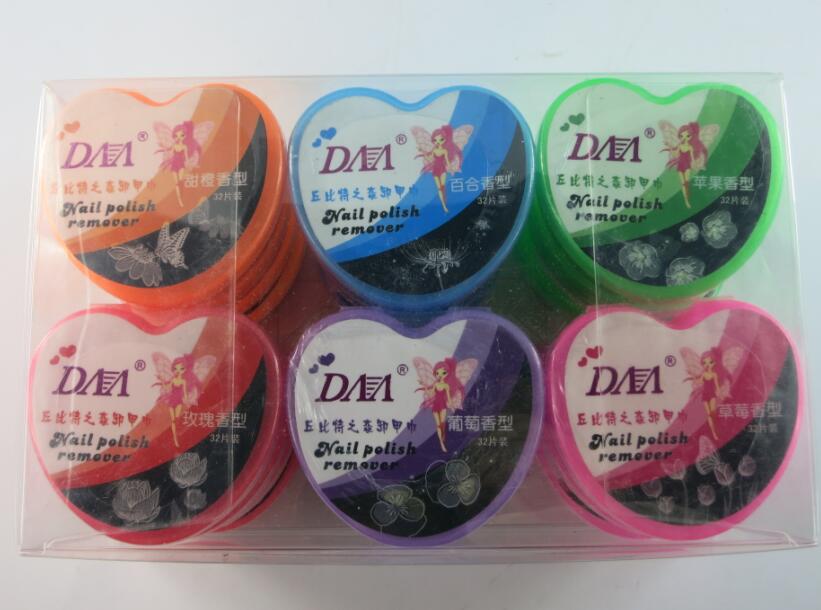 DAA®
甜橙香型
丘比特之森卸甲巾
32片装
Nail polish
remover
DAA®
百合香型
丘比特之森卸甲巾
32片装
Nail polish
remover
DAA®
苹果香型
丘比特之森卸甲巾
32片装
Nail polish
remover
DAA®
玫瑰香型
丘比特之森卸甲巾
32片装
Nail polish
remover
DAA®
葡萄香型
丘比特之森卸甲巾
32片装
Nail polish
remover
DAA®
草莓香型
丘比特之森卸甲巾
32片装
Nail polish
remover